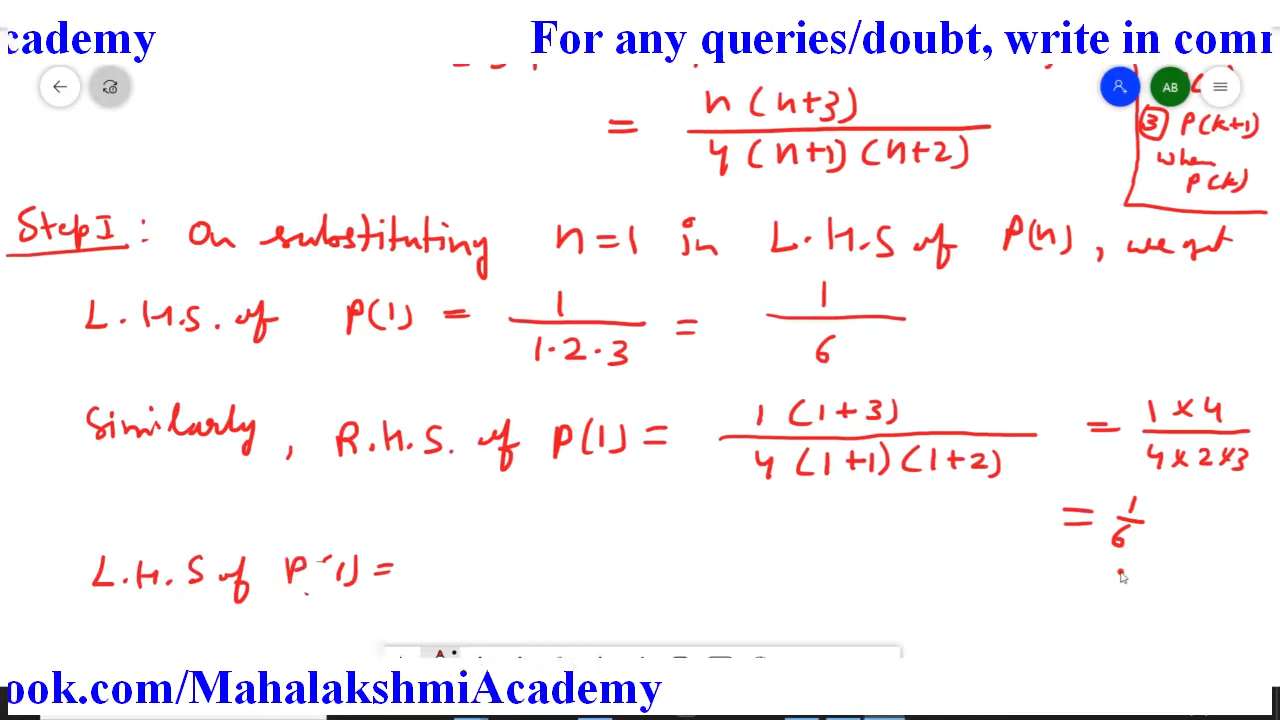 cademy For any queries/doubt, write in comm
= n(n+3) / 4(n+1)(n+2)
③ P(k+1)
when
P(k)
AB
Step I : On substituting n=1 in L.H.S of P(n), we get
L.H.S. of P(1) = 1 / 1·2·3 = 1 / 6
Similarly, R.H.S. of P(1) = 1(1+3) / 4(1+1)(1+2) = 1×4 / 4×2×3
= 1/6
L.H.S of P(1) =
ook.com/MahalakshmiAcademy